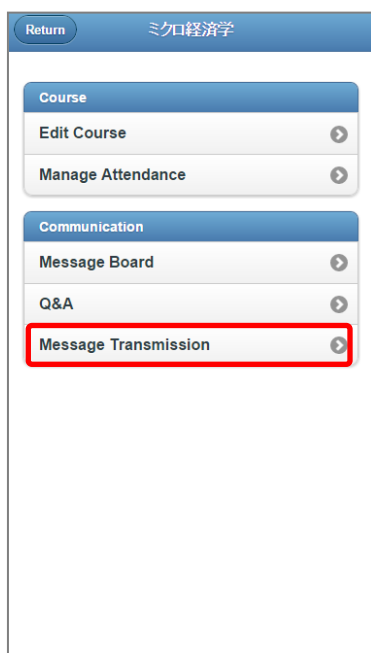 Return
ミクロ経済学
Course
Edit Course
Manage Attendance
Communication
Message Board
Q&A
Message Transmission